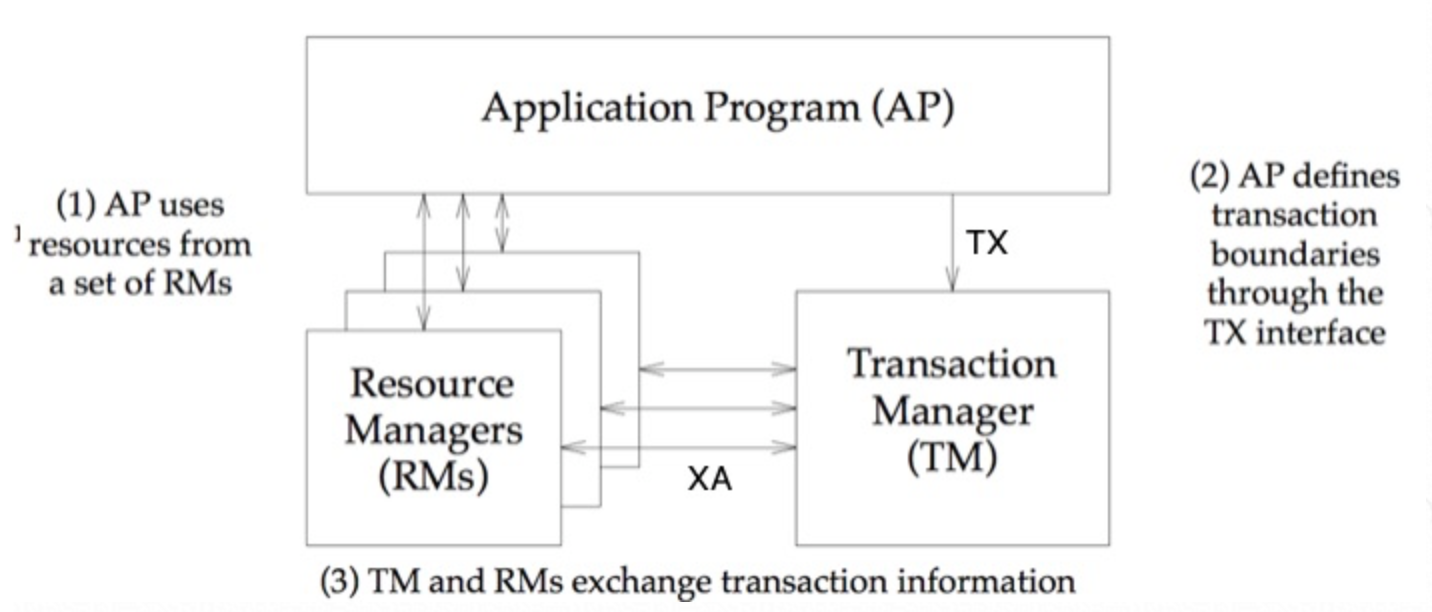 Application Program (AP)
(1) AP uses
resources from
a set of RMs
1
(2) AP defines
transaction
boundaries
through the
TX interface
TX
Resource
Managers
(RMs)
Transaction
Manager
(TM)
XA
(3) TM and RMs exchange transaction information